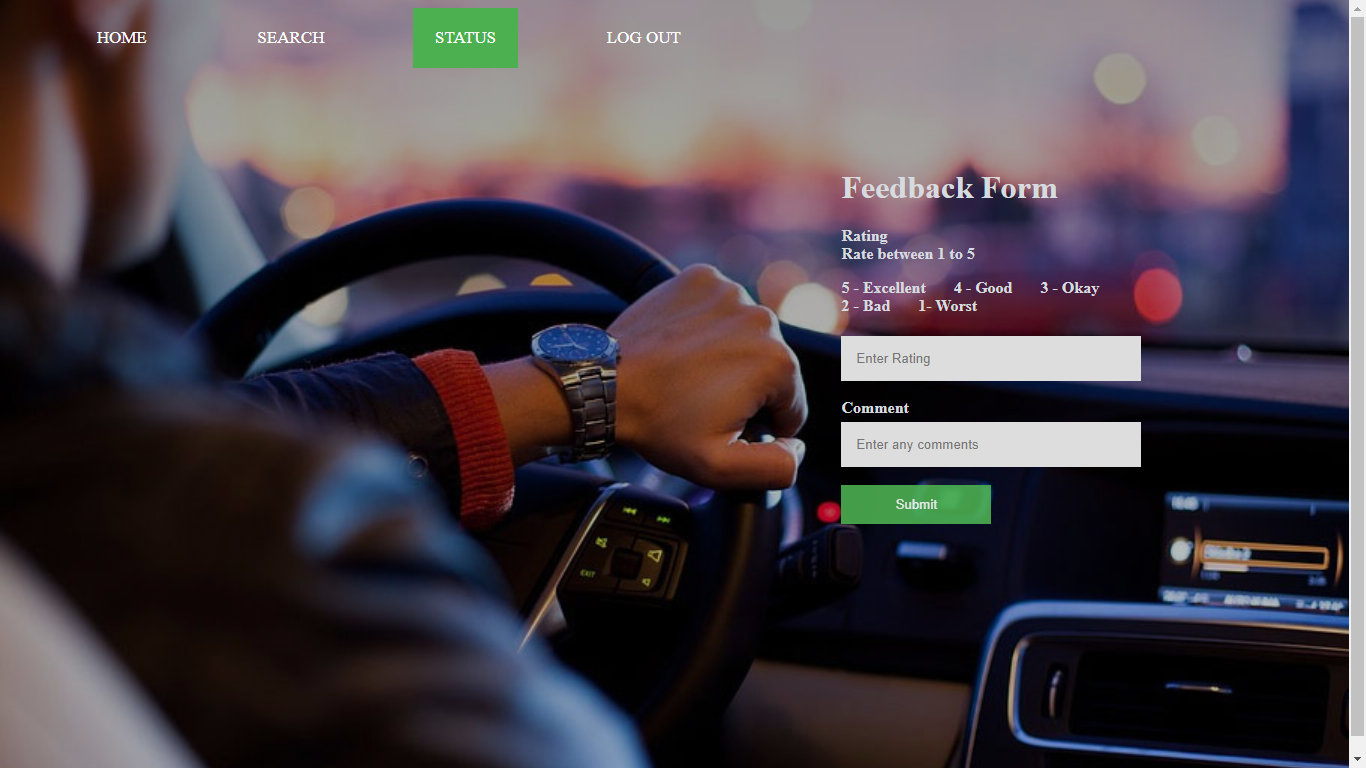 HOME SEARCH STATUS LOG OUT
Feedback Form
Rating
Rate between 1 to 5
5 - Excellent 4 - Good 3 - Okay
2 - Bad 1- Worst
Enter Rating
Comment
Enter any comments
Submit
EXIT